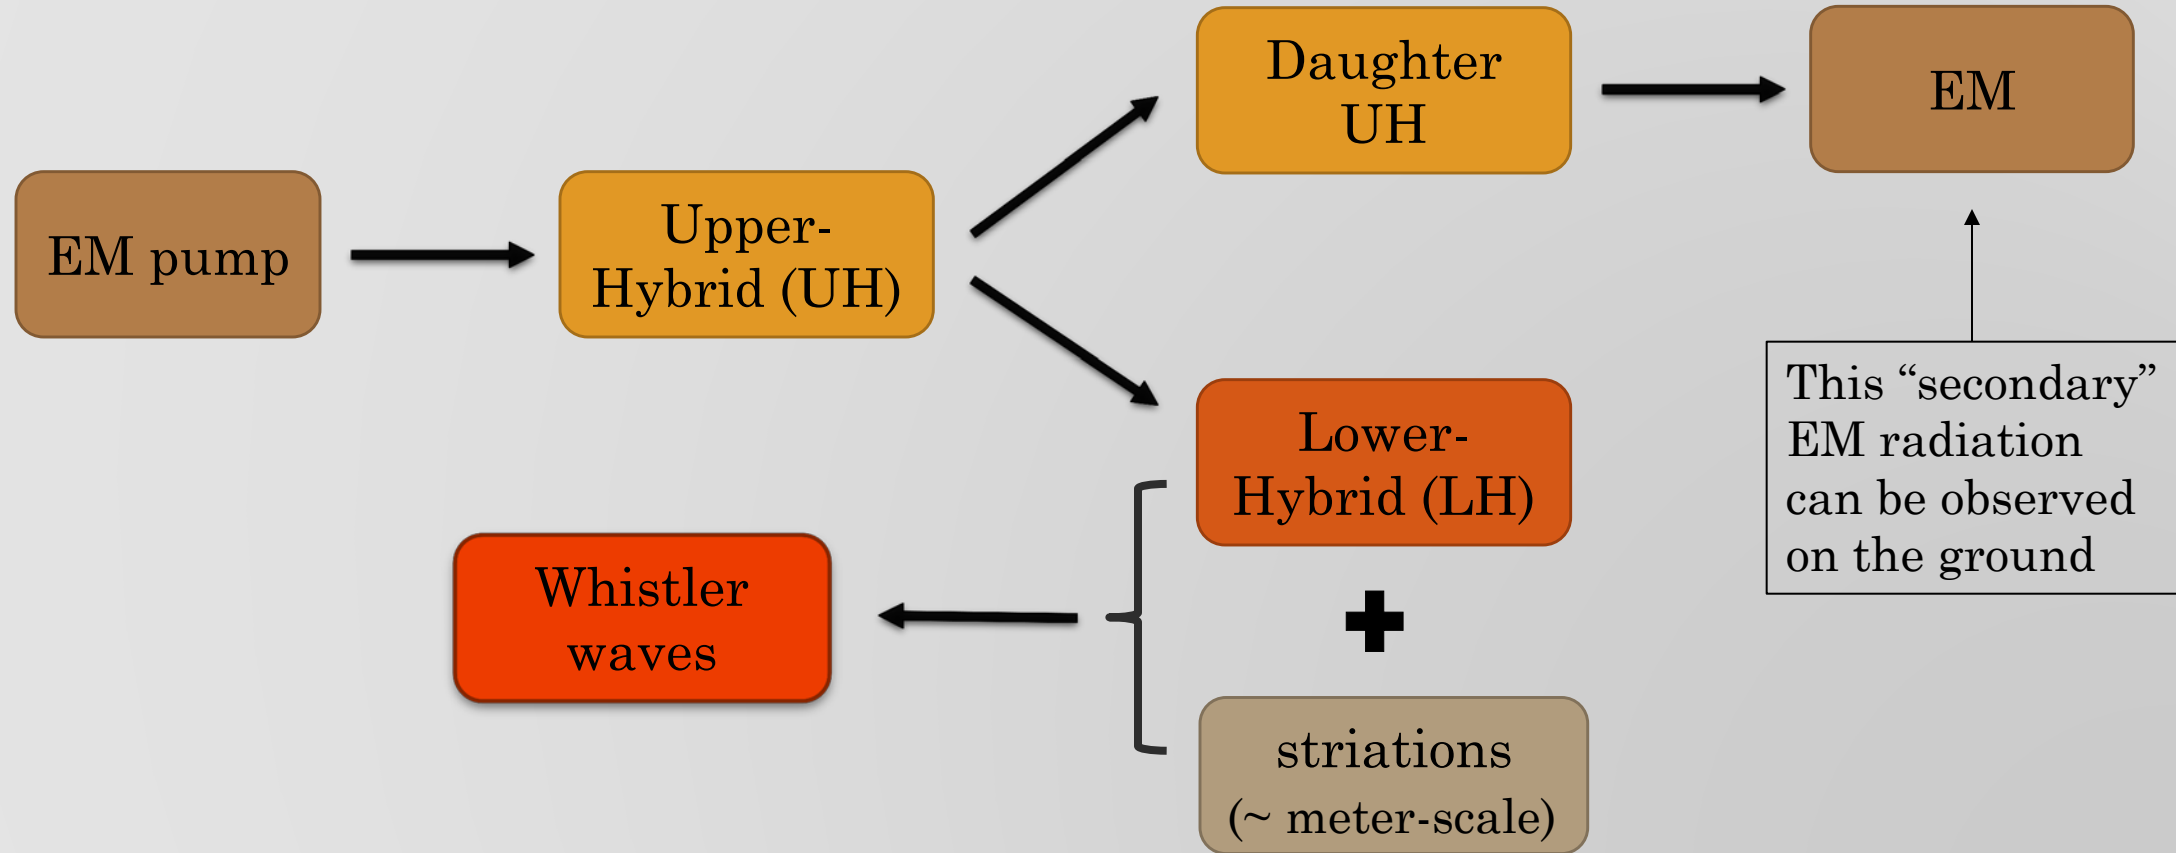 EM pump
Upper-
Hybrid (UH)
Daughter
UH
EM
Lower-
Hybrid (LH)
This “secondary”
EM radiation
can be observed
on the ground
Whistler
waves
striations
(~ meter-scale)